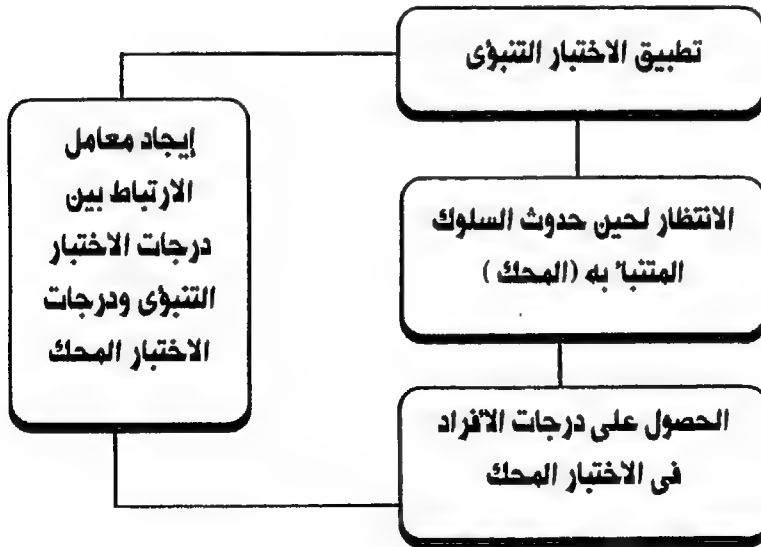 تطبيق الاختبار التنبؤى
الانتظار لحين حدوث السلوك
المتنبأ به (المحك)
الحصول على درجات الأفراد
فى الاختبار المحك
إيجاد معامل
الارتباط بين
درجات الاختبار
التنبؤى ودرجات
الاختبار المحك